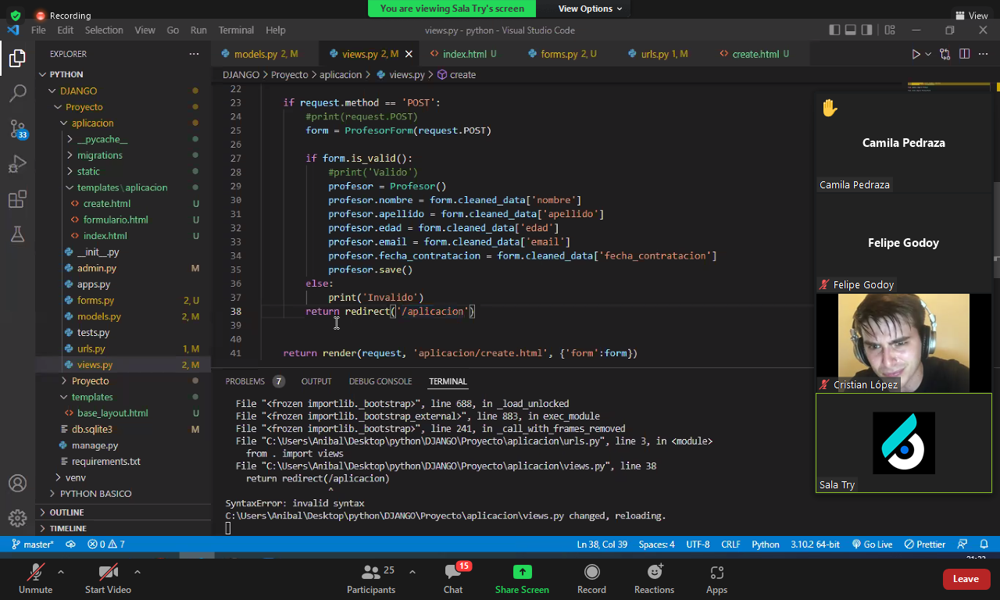 Recording
You are viewing Sala Try's screen
View Options
View
File Edit Selection View Go Run Terminal Help
views.py - python - Visual Studio Code
EXPLORER
models.py 2, M
views.py 2, M
index.html U
forms.py 2, U
urls.py 1, M
create.html U
DJANGO > Proyecto > aplicacion > views.py > create
PYTHON
DJANGO
Proyecto
aplicacion
__pycache__
migrations
static
templates\aplicacion
create.html U
formulario.html U
index.html U
__init__.py
admin.py M
apps.py
forms.py 2, U
models.py 2, M
tests.py
urls.py 1, M
views.py 2, M
Proyecto
templates
base_layout.html U
db.sqlite3 M
manage.py
requirements.txt
venv
PYTHON BASICO
OUTLINE
TIMELINE
33
22
23 if request.method == 'POST':
24 #print(request.POST)
25 form = ProfesorForm(request.POST)
26
27 if form.is_valid():
28 #print('Valido')
29 profesor = Profesor()
30 profesor.nombre = form.cleaned_data['nombre']
31 profesor.apellido = form.cleaned_data['apellido']
32 profesor.edad = form.cleaned_data['edad']
33 profesor.email = form.cleaned_data['email']
34 profesor.fecha_contratacion = form.cleaned_data['fecha_contratacion']
35 profesor.save()
36 else:
37 print('Invalido')
38 return redirect('/aplicacion')
39
40
41 return render(request, 'aplicacion/create.html', {'form':form})
PROBLEMS 7 OUTPUT DEBUG CONSOLE TERMINAL
File "<frozen importlib._bootstrap>", line 688, in _load_unlocked
File "<frozen importlib._bootstrap_external>", line 883, in exec_module
File "<frozen importlib._bootstrap>", line 241, in _call_with_frames_removed
File "C:\Users\Anibal\Desktop\python\DJANGO\Proyecto\aplicacion\urls.py", line 3, in <module>
from . import views
File "C:\Users\Anibal\Desktop\python\DJANGO\Proyecto\aplicacion\views.py", line 38
return redirect(/aplicacion)
^
SyntaxError: invalid syntax
C:\Users\Anibal\Desktop\python\DJANGO\Proyecto\aplicacion\views.py changed, reloading.
Camila Pedraza
Camila Pedraza
Felipe Godoy
Felipe Godoy
Cristian López
Sala Try
master* 0 7
Ln 38, Col 39 Spaces: 4 UTF-8 CRLF Python 3.10.2 64-bit Go Live Prettier
Unmute
Start Video
Participants 25
Chat 15
Share Screen
Record
Reactions
Apps
Leave